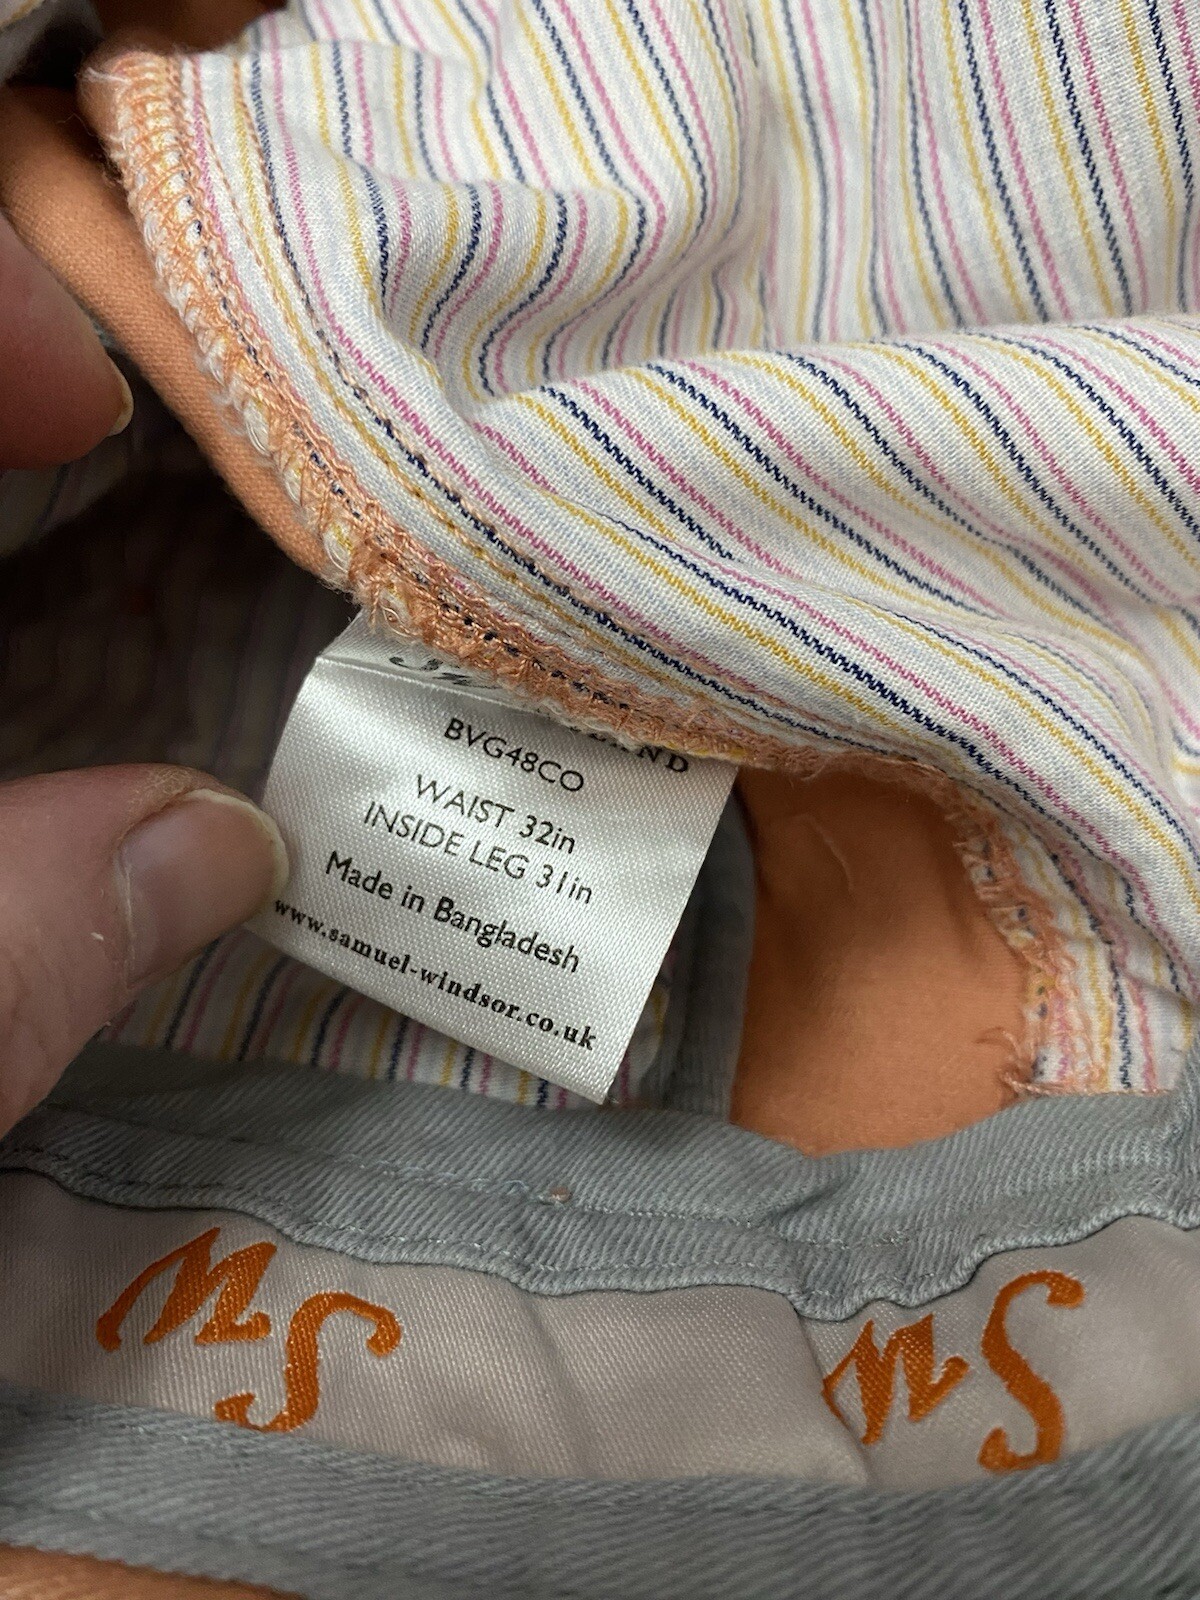 BVG48CO
WAIST 32in
INSIDE LEG 31in
Made in Bangladesh
www.samuel-windsor.co.uk
SW
SW